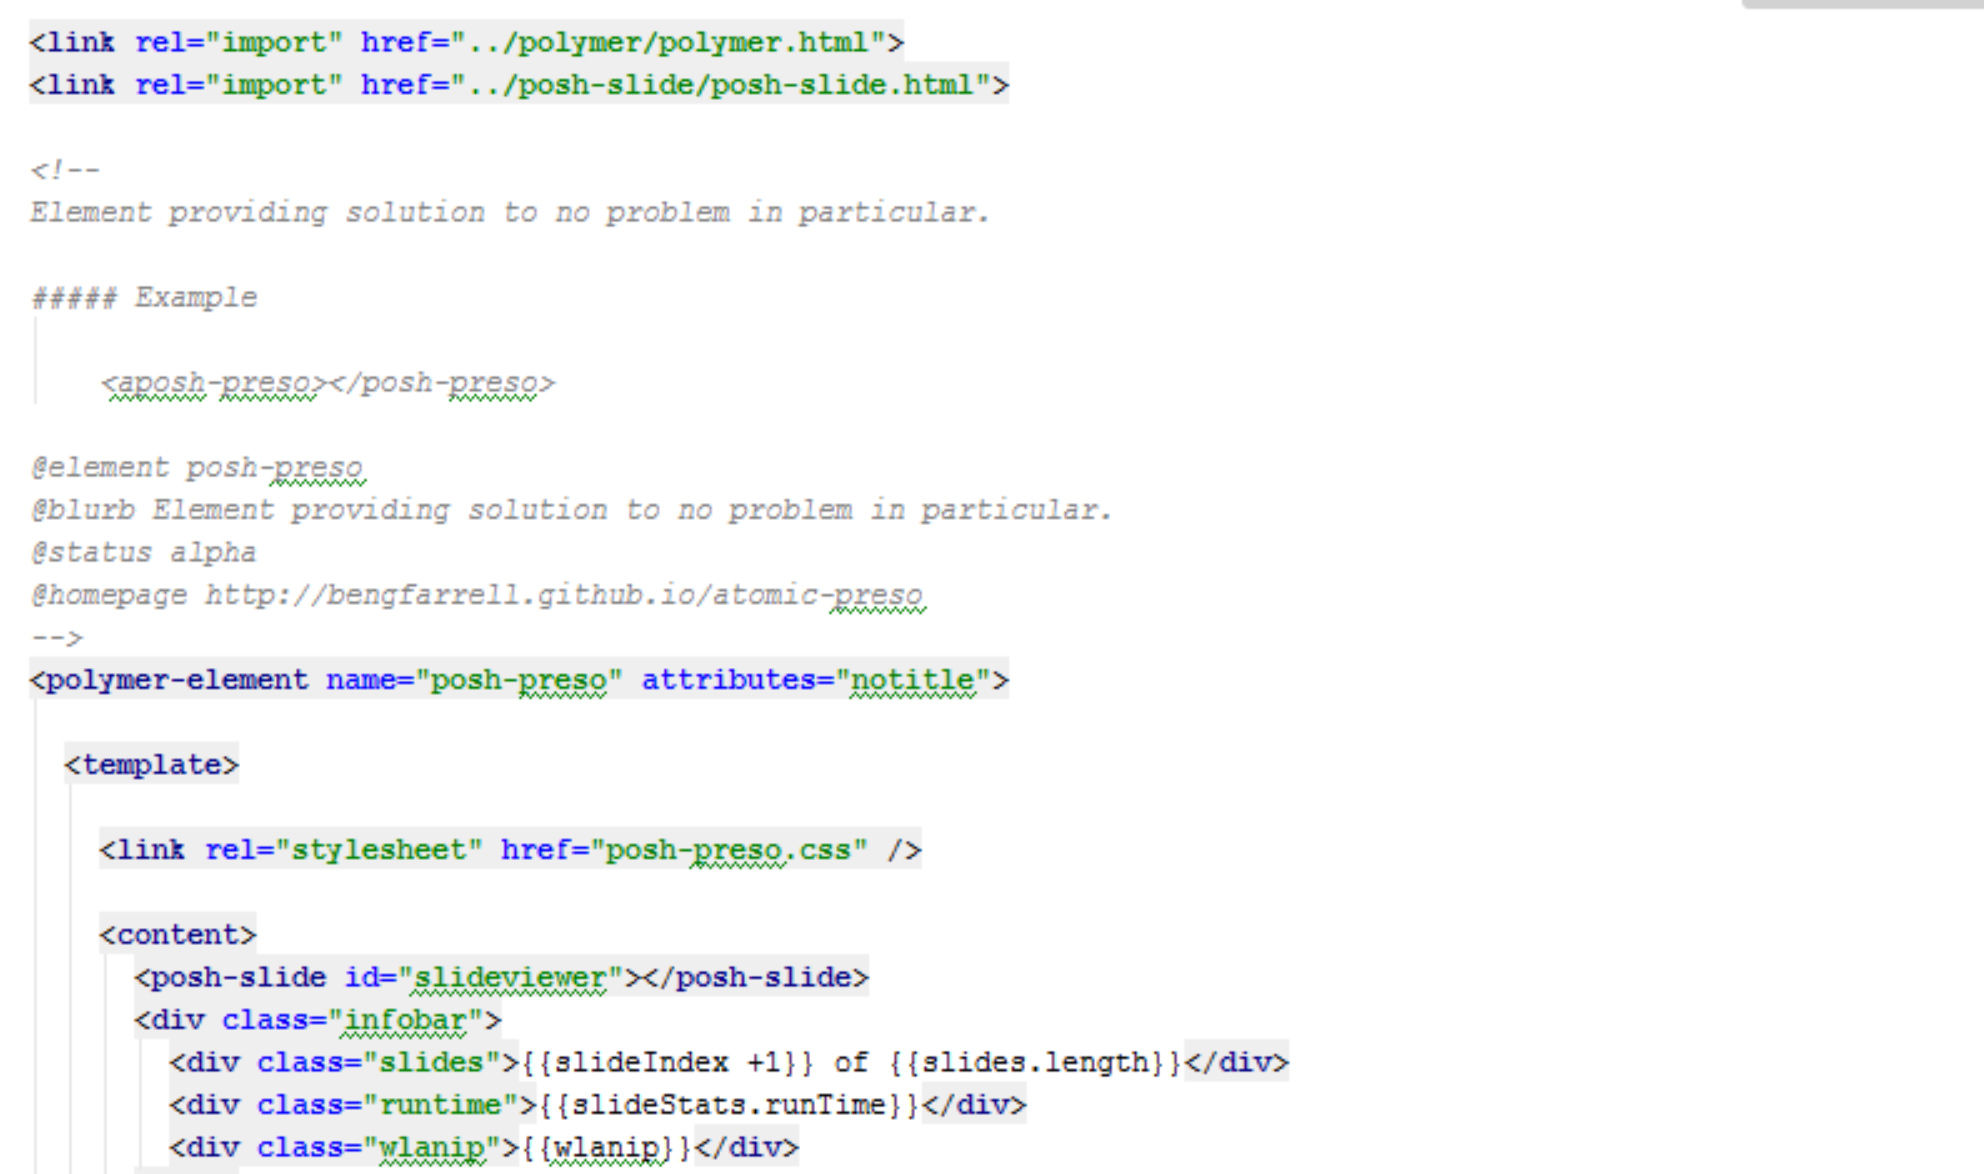 <link rel="import" href="../polymer/polymer.html">
<link rel="import" href="../posh-slide/posh-slide.html">
<!--
Element providing solution to no problem in particular.
##### Example
<aposh-preso></posh-preso>
@element posh-preso
@blurb Element providing solution to no problem in particular.
@status alpha
@homepage http://bengfarrell.github.io/atomic-preso
-->
<polymer-element name="posh-preso" attributes="notitle">
<template>
<link rel="stylesheet" href="posh-preso.css" />
<content>
<posh-slide id="slideviewer"></posh-slide>
<div class="infobar">
<div class="slides">{{slideIndex +1}} of {{slides.length}}</div>
<div class="runtime">{{slideStats.runTime}}</div>
<div class="wlanip">{{wlanip}}</div>